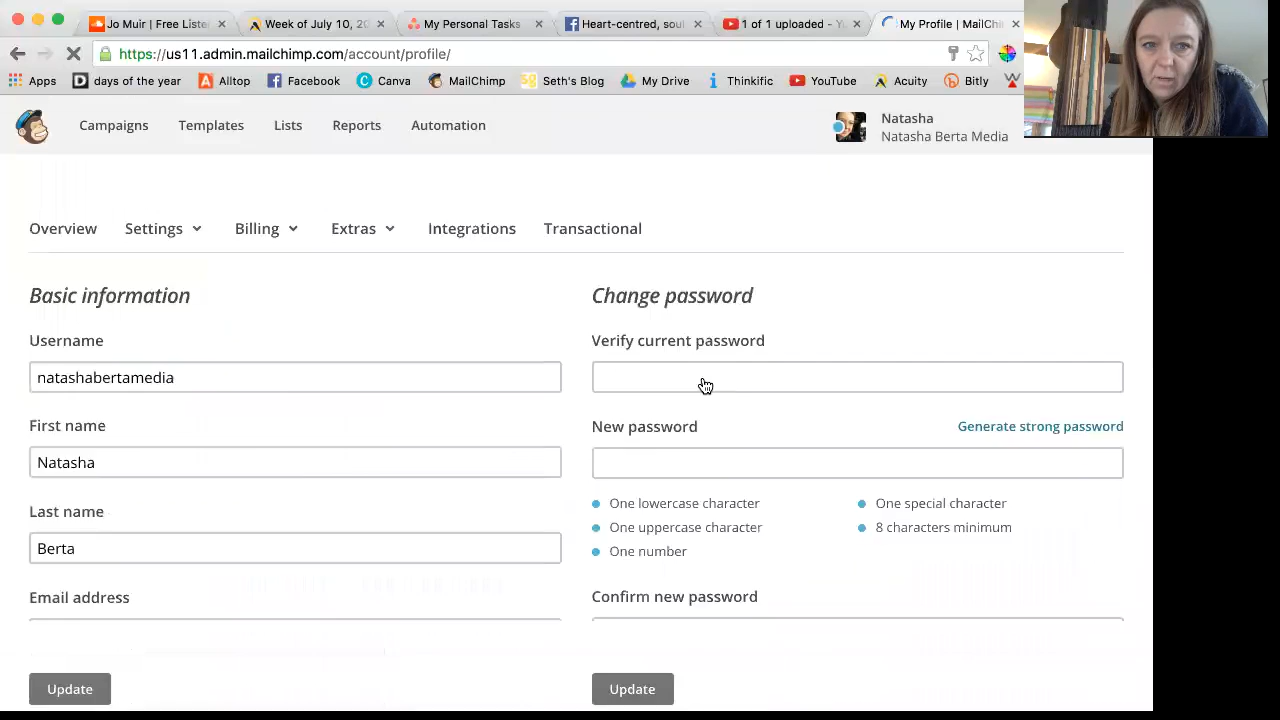 Jo Muir | Free Liste
Week of July 10, 20
My Personal Tasks
Heart-centred, sou
1 of 1 uploaded - Y
My Profile | MailChi
https://us11.admin.mailchimp.com/account/profile/
Apps
days of the year
Alltop
Facebook
Canva
MailChimp
Seth's Blog
My Drive
Thinkific
YouTube
Acuity
Bitly
Campaigns
Templates
Lists
Reports
Automation
Natasha
Natasha Berta Media
Overview
Settings
Billing
Extras
Integrations
Transactional
Basic information
Username
natashabertamedia
First name
Natasha
Last name
Berta
Email address
Update
Change password
Verify current password
New password
Generate strong password
One lowercase character
One special character
One uppercase character
8 characters minimum
One number
Confirm new password
Update